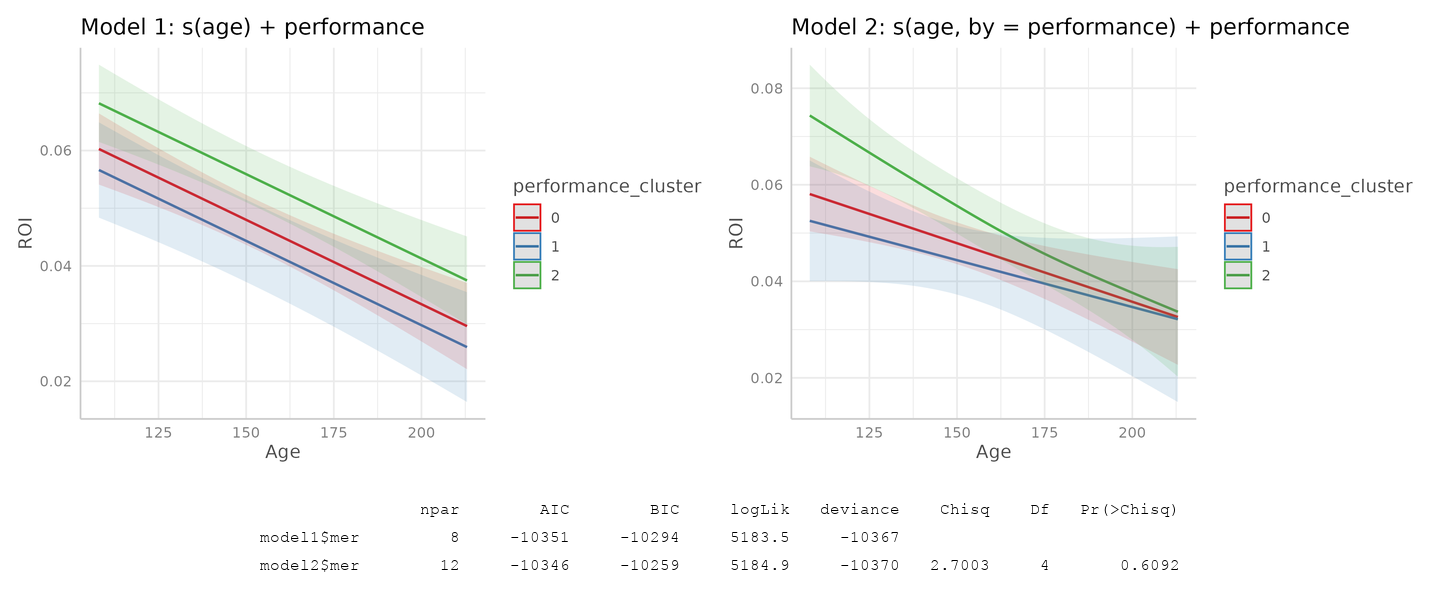 Model 1: s(age) + performance
ROI
0.06
0.04
0.02
125 150 175 200
Age
performance_cluster
0
1
2
Model 2: s(age, by = performance) + performance
ROI
0.08
0.06
0.04
0.02
125 150 175 200
Age
performance_cluster
0
1
2
npar AIC BIC logLik deviance Chisq Df Pr(>Chisq)
model1$mer 8 -10351 -10294 5183.5 -10367
model2$mer 12 -10346 -10259 5184.9 -10370 2.7003 4 0.6092